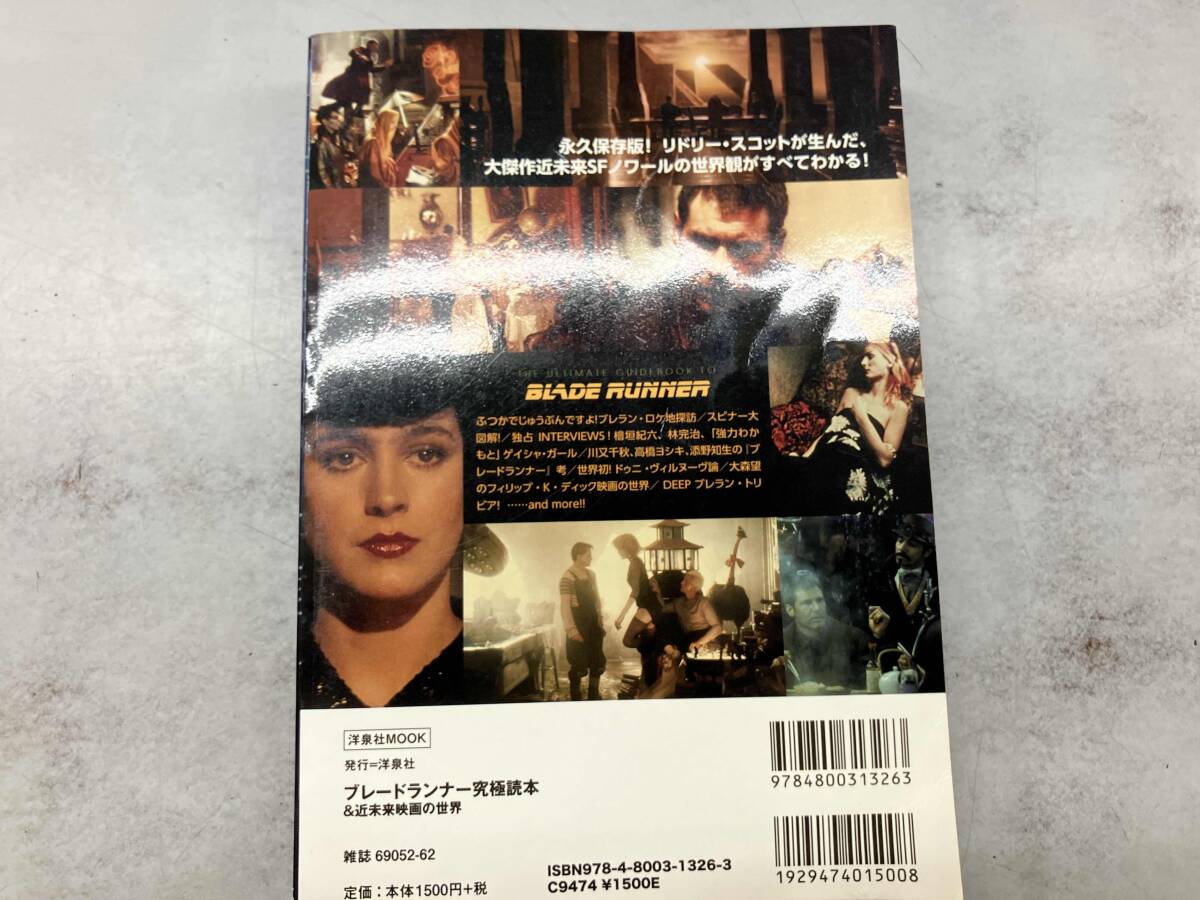 永久保存版！リドリー・スコットが生んだ、
大傑作近未来SFノワールの世界観がすべてわかる！
THE ULTIMATE GUIDEBOOK TO
BLADE RUNNER
ふつかでじゅうぶんですよ!ブレラン・ロケ地探訪／スピナー大
図解!／独占 INTERVIEWS！檜垣紀六、林完治、「強力わか
もと」ゲイシャ・ガール／川又千秋、高橋ヨシキ、添野知生の『ブ
レードランナー』考／世界初!ドゥニ・ヴィルヌーヴ論／大森望
のフィリップ・K・ディック映画の世界／DEEP ブレラン・トリ
ビア! ……and more!!
洋泉社MOOK
発行=洋泉社
ブレードランナー究極読本
&近未来映画の世界
雑誌 69052-62
定価：本体1500円+税
9784800313263
ISBN978-4-8003-1326-3
C9474 ¥1500E
1929474015008